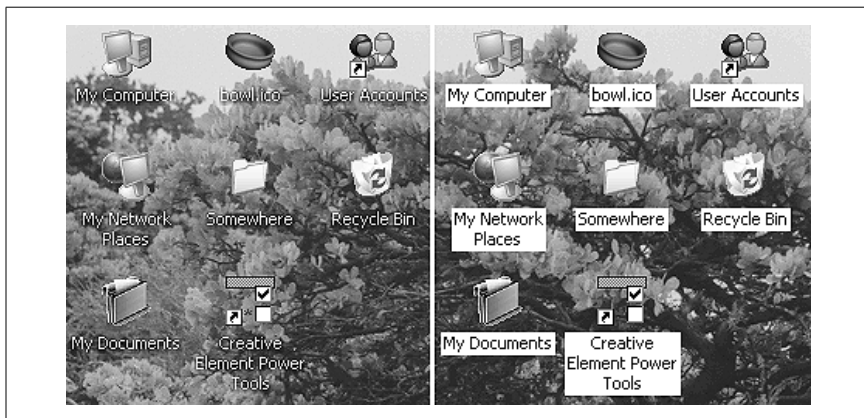 My Computer
bowl.ico
User Accounts
My Network
Places
Somewhere
Recycle Bin
My Documents
Creative
Element Power
Tools
My Computer
bowl.ico
User Accounts
My Network
Places
Somewhere
Recycle Bin
My Documents
Creative
Element Power
Tools